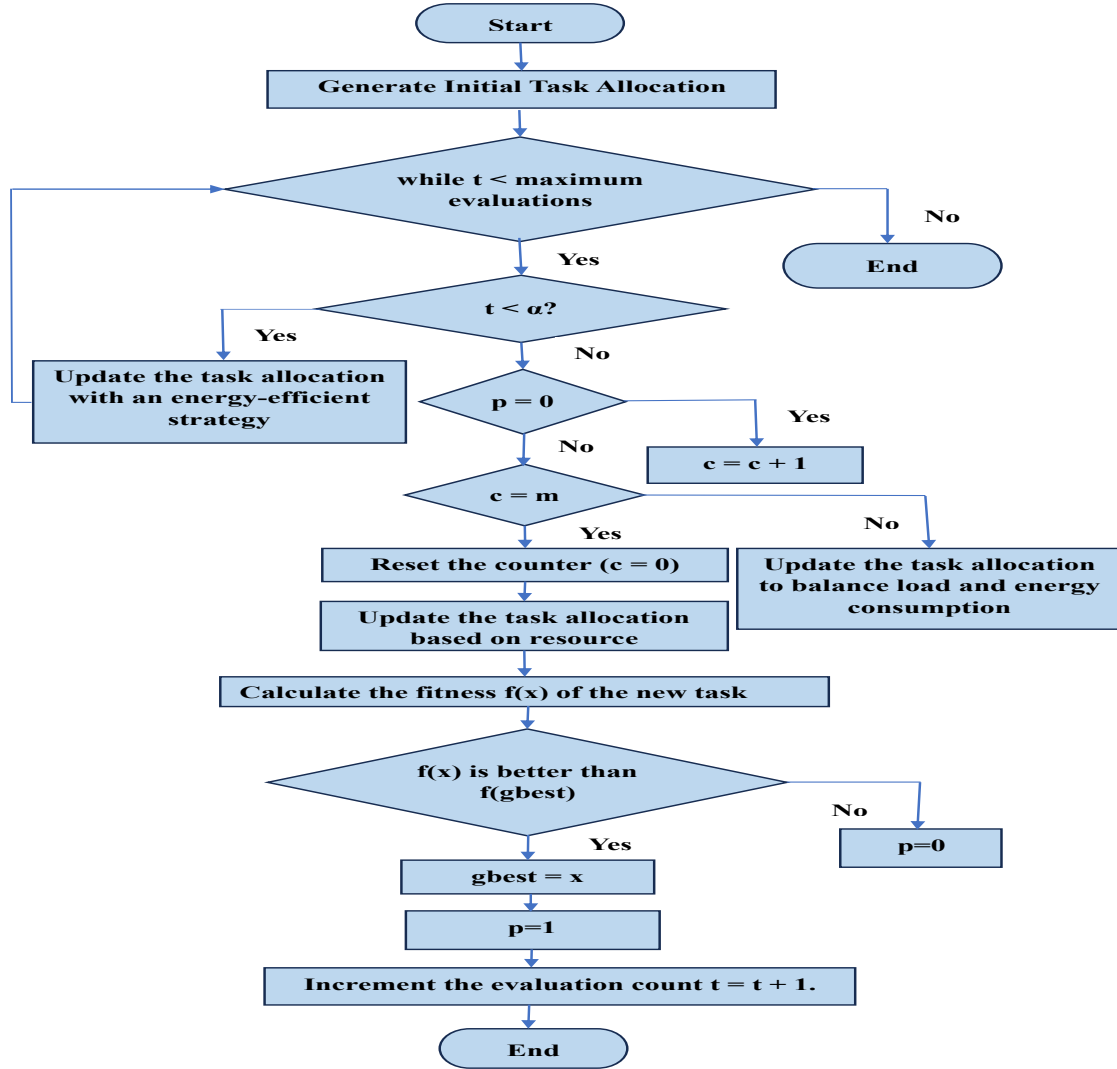 Start
Generate Initial Task Allocation
while t < maximum
evaluations
No
End
Yes
t < α?
Yes
No
Update the task allocation
with an energy-efficient
strategy
p = 0
Yes
No
c = c + 1
c = m
No
Yes
Reset the counter (c = 0)
Update the task allocation
to balance load and energy
consumption
Update the task allocation
based on resource
Calculate the fitness f(x) of the new task
f(x) is better than
f(gbest)
No
Yes
p=0
gbest = x
p=1
Increment the evaluation count t = t + 1.
End